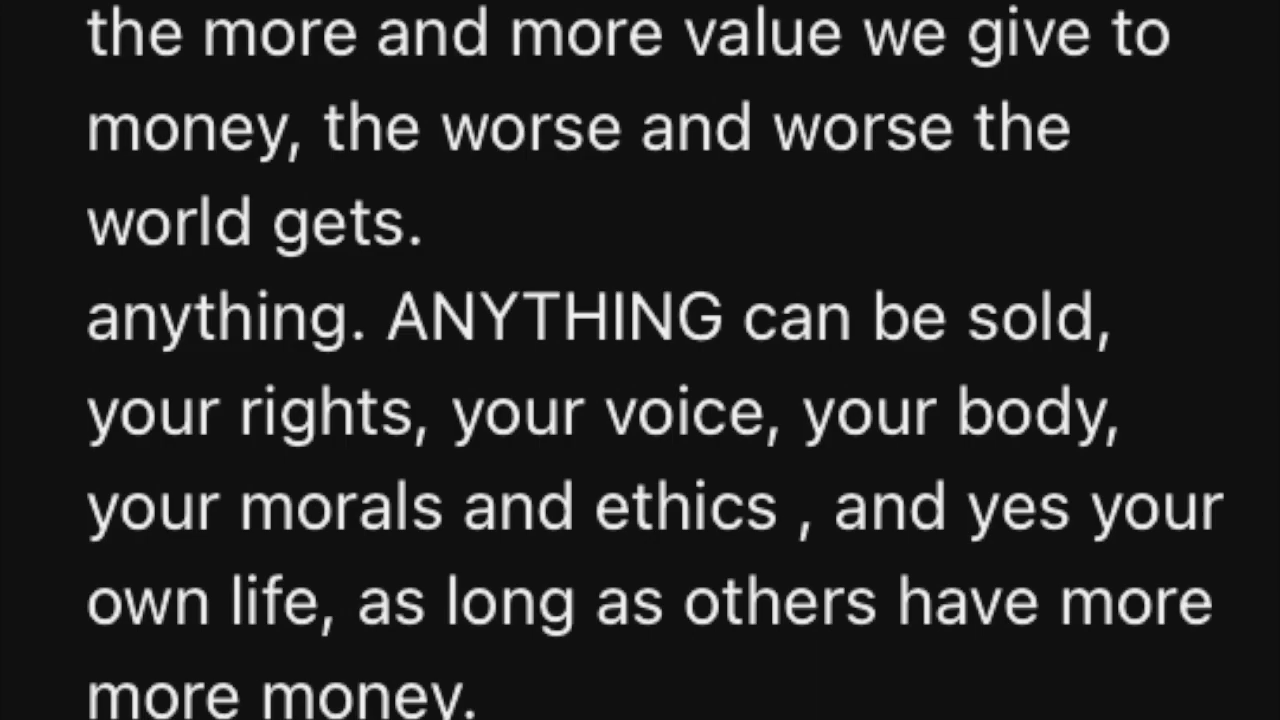 the more and more value we give to
money, the worse and worse the
world gets.
anything. ANYTHING can be sold,
your rights, your voice, your body,
your morals and ethics , and yes your
own life, as long as others have more
more money.